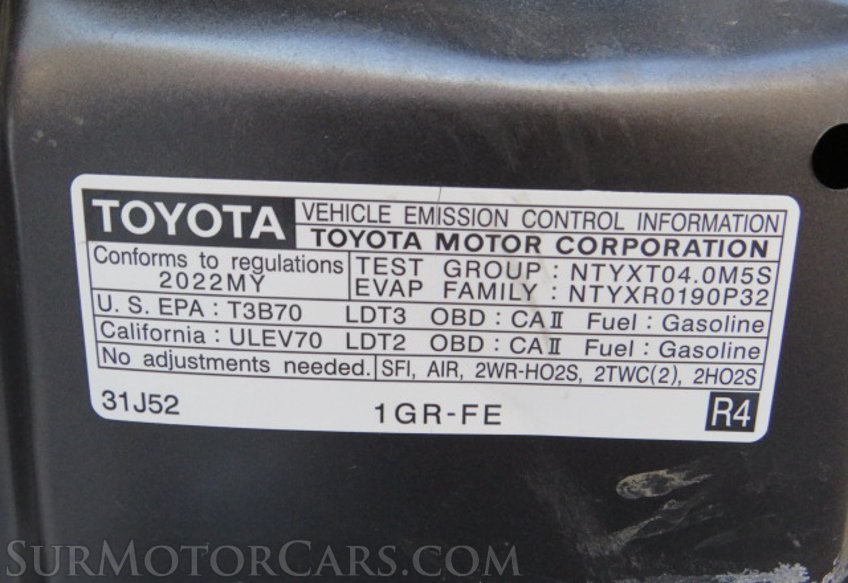 TOYOTA VEHICLE EMISSION CONTROL INFORMATION
TOYOTA MOTOR CORPORATION
Conforms to regulations
2022MY
TEST GROUP : NTYXT04.0M5S
EVAP FAMILY : NTYXR0190P32
U. S. EPA : T3B70 LDT3 OBD : CAⅡ Fuel : Gasoline
California : ULEV70 LDT2 OBD : CAⅡ Fuel : Gasoline
No adjustments needed. SFI, AIR, 2WR-HO2S, 2TWC(2), 2HO2S
31J52 1GR-FE R4
SurMotorCars.com